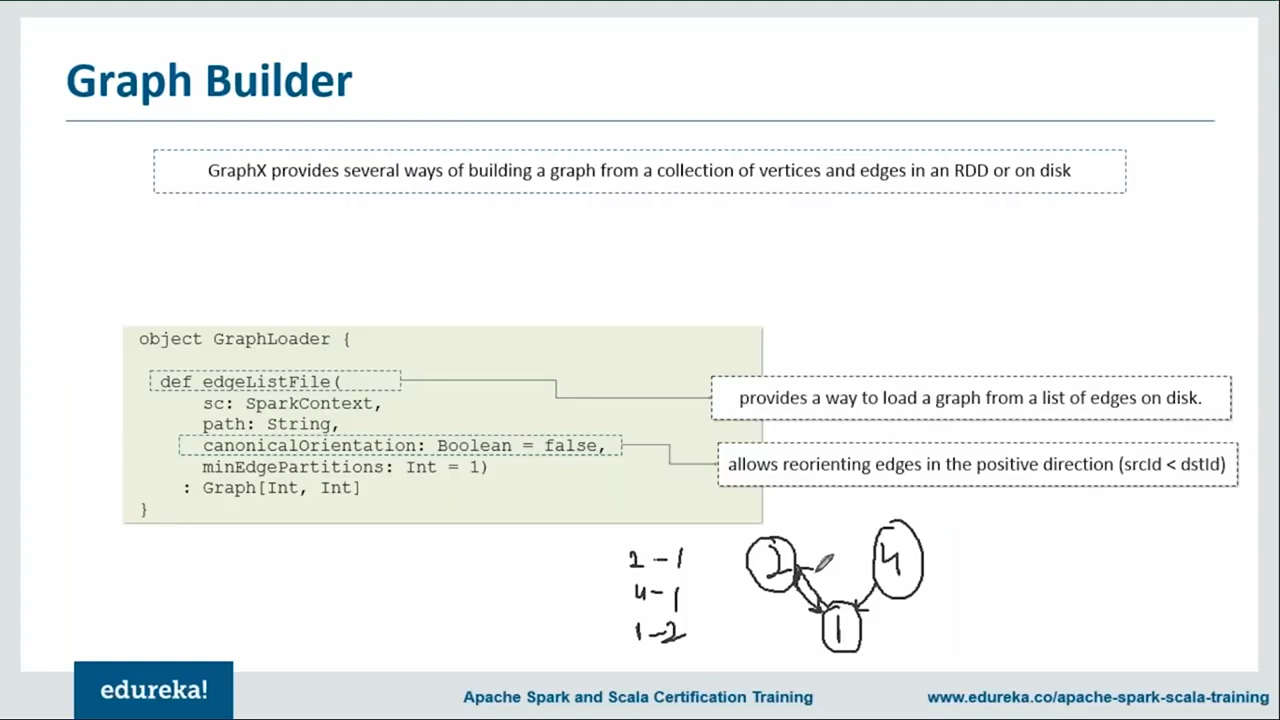 Graph Builder
GraphX provides several ways of building a graph from a collection of vertices and edges in an RDD or on disk
object GraphLoader {
def edgeListFile(
sc: SparkContext,
path: String,
canonicalOrientation: Boolean = false,
minEdgePartitions: Int = 1)
: Graph[Int, Int]
}
provides a way to load a graph from a list of edges on disk.
allows reorienting edges in the positive direction (srcId < dstId)
2 - 1
4 - 1
1 - 2
2
4
1
edureka!
Apache Spark and Scala Certification Training
www.edureka.co/apache-spark-scala-training